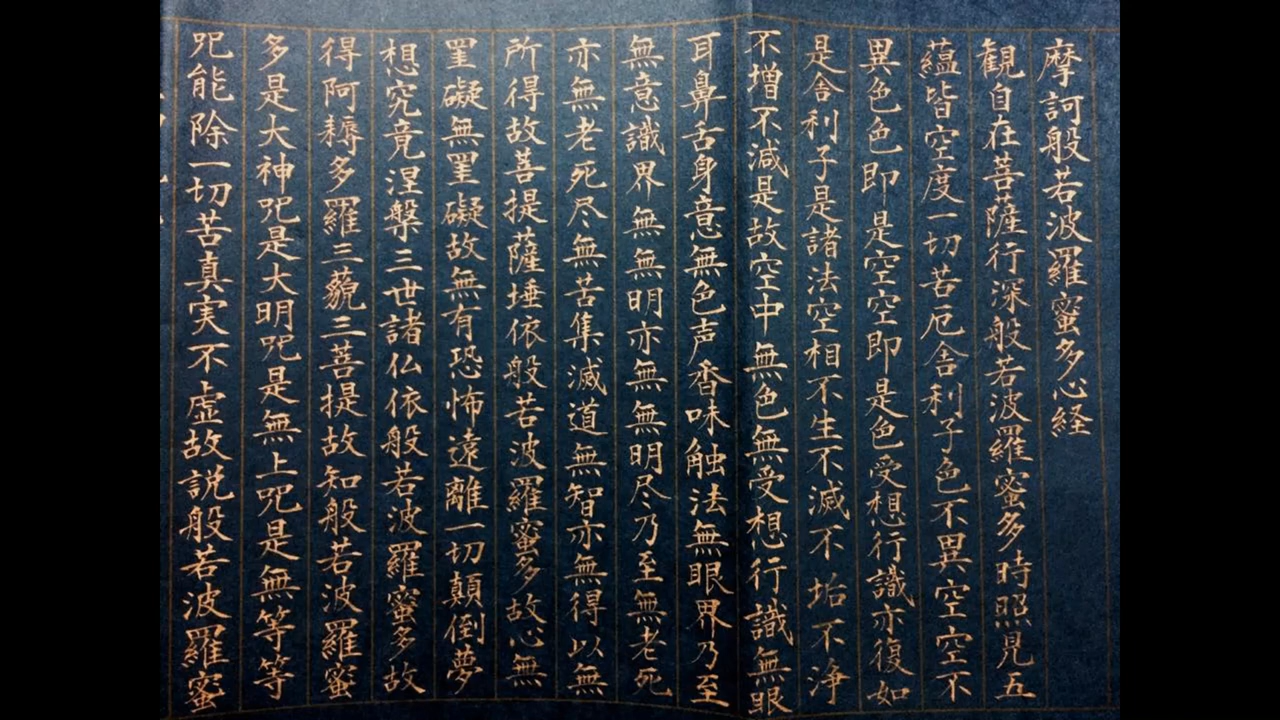 摩訶般若波羅蜜多心経
観自在菩薩行深般若波羅蜜多時照見五
蘊皆空度一切苦厄舎利子色不異空空不
異色色即是空空即是色受想行識亦復如
是舎利子是諸法空相不生不滅不垢不浄
不増不減是故空中無色無受想行識無眼
耳鼻舌身意無色声香味触法無眼界乃至
無意識界無無明亦無無明尽乃至無老死
亦無老死尽無苦集滅道無智亦無得以無
所得故菩提薩埵依般若波羅蜜多故心無
罣礙無罣礙故無有恐怖遠離一切顛倒夢
想究竟涅槃三世諸仏依般若波羅蜜多故
得阿耨多羅三藐三菩提故知般若波羅蜜
多是大神呪是大明呪是無上呪是無等等
呪能除一切苦真実不虚故説般若波羅蜜